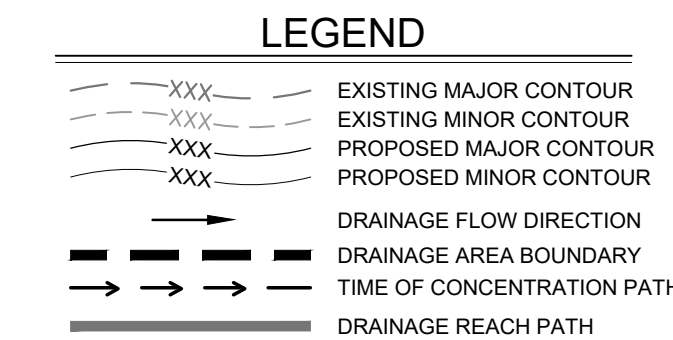 LEGEND
XXX EXISTING MAJOR CONTOUR
XXX EXISTING MINOR CONTOUR
XXX PROPOSED MAJOR CONTOUR
XXX PROPOSED MINOR CONTOUR
DRAINAGE FLOW DIRECTION
DRAINAGE AREA BOUNDARY
TIME OF CONCENTRATION PATH
DRAINAGE REACH PATH